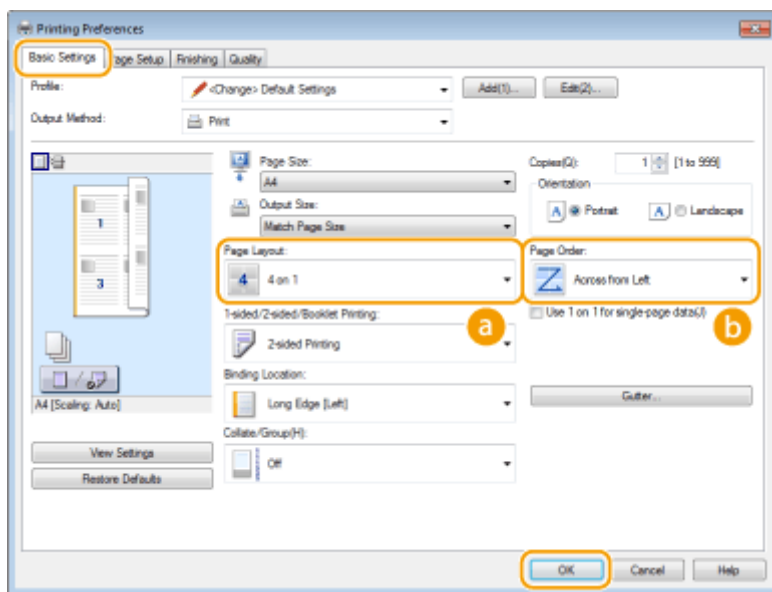 Printing Preferences
Basic Settings Page Setup Finishing Quality
Profile: <Change> Default Settings Add(1)... Edit(2)...
Output Method: Print
Page Size: Copies(Q): 1 [1 to 999]
A4 Orientation
Output Size: A Portrait A Landscape
Match Page Size
Page Layout: Page Order:
4 4 on 1 Across from Left
a b
1-sided/2-sided/Booklet Printing: Use 1 on 1 for single-page data(J)
2-sided Printing
1
3
Binding Location:
Long Edge [Left] Gutter...
A4 [Scaling: Auto]
Collate/Group(H):
Off
View Settings
Restore Defaults
OK Cancel Help